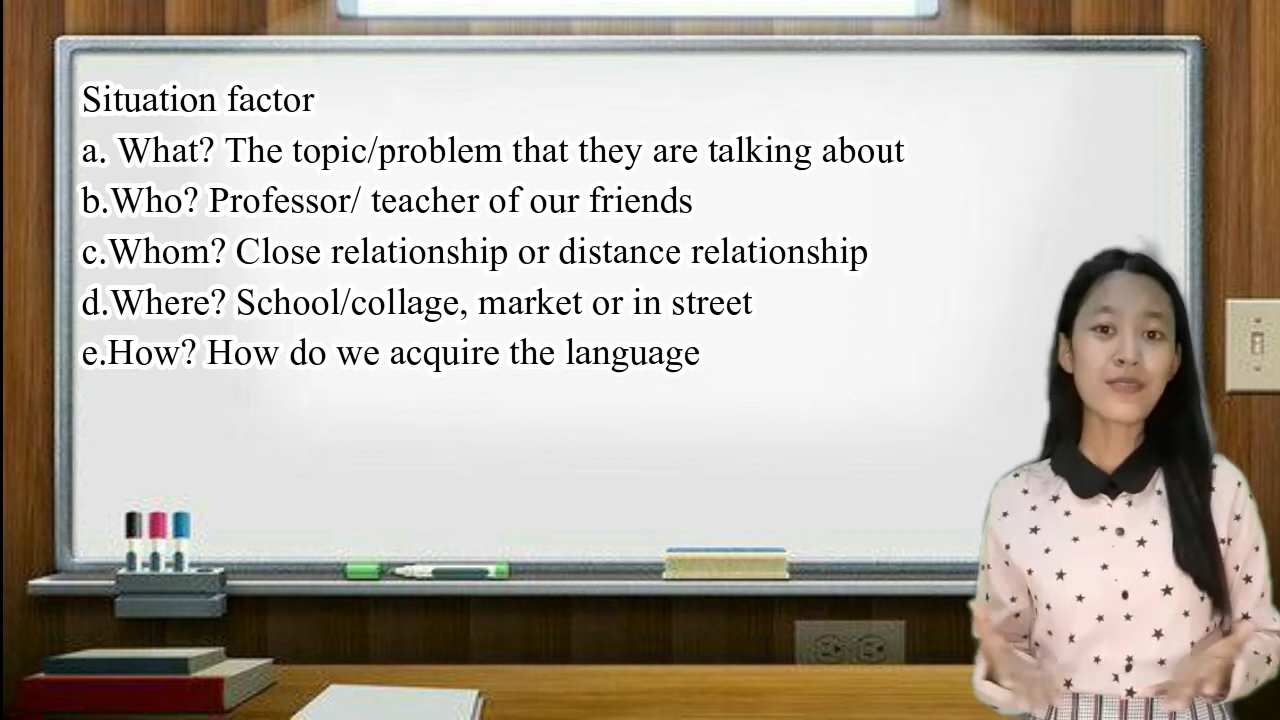 Situation factor
a. What? The topic/problem that they are talking about
b.Who? Professor/ teacher of our friends
c.Whom? Close relationship or distance relationship
d.Where? School/collage, market or in street
e.How? How do we acquire the language